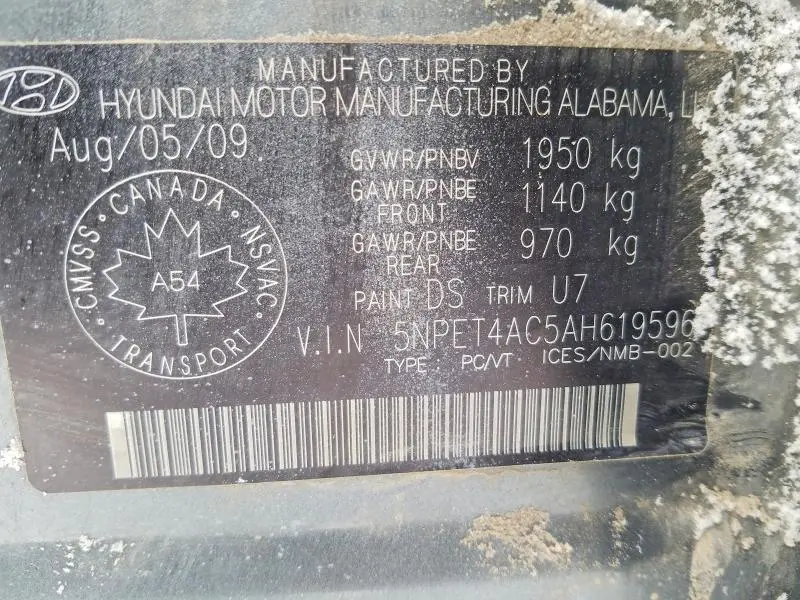 MANUFACTURED BY
HYUNDAI MOTOR MANUFACTURING ALABAMA,
Aug/05/09
GVWR/PNBV 1950 kg
GAWR/PNBE FRONT 1140 kg
GAWR/PNBE REAR 970 kg
PAINT DS TRIM U7
V.I.N 5NPET4AC5AH619596
TYPE PC/VT ICES/NMB-002
CANADA
CMVSS NSVAC
A54
TRANSPORT